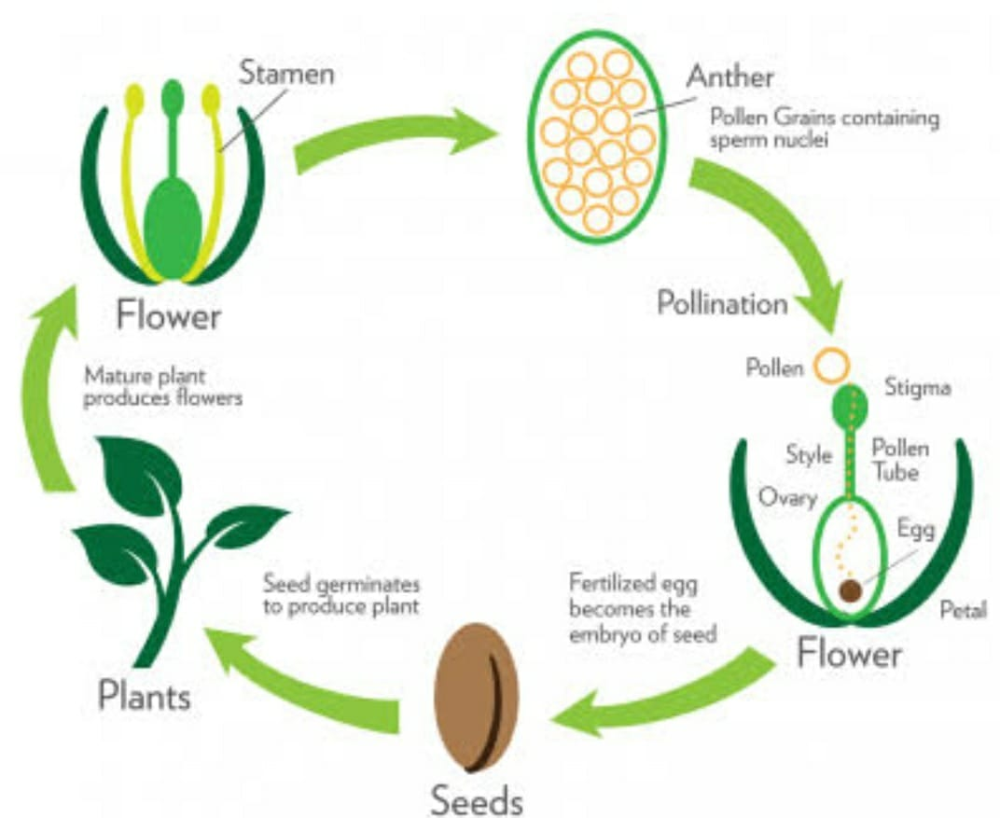 Stamen
Flower
Anther
Pollen Grains containing
sperm nuclei
Pollination
Pollen
Stigma
Style
Pollen
Tube
Ovary
Egg
Petal
Flower
Fertilized egg
becomes the
embryo of seed
Seeds
Seed germinates
to produce plant
Plants
Mature plant
produces flowers